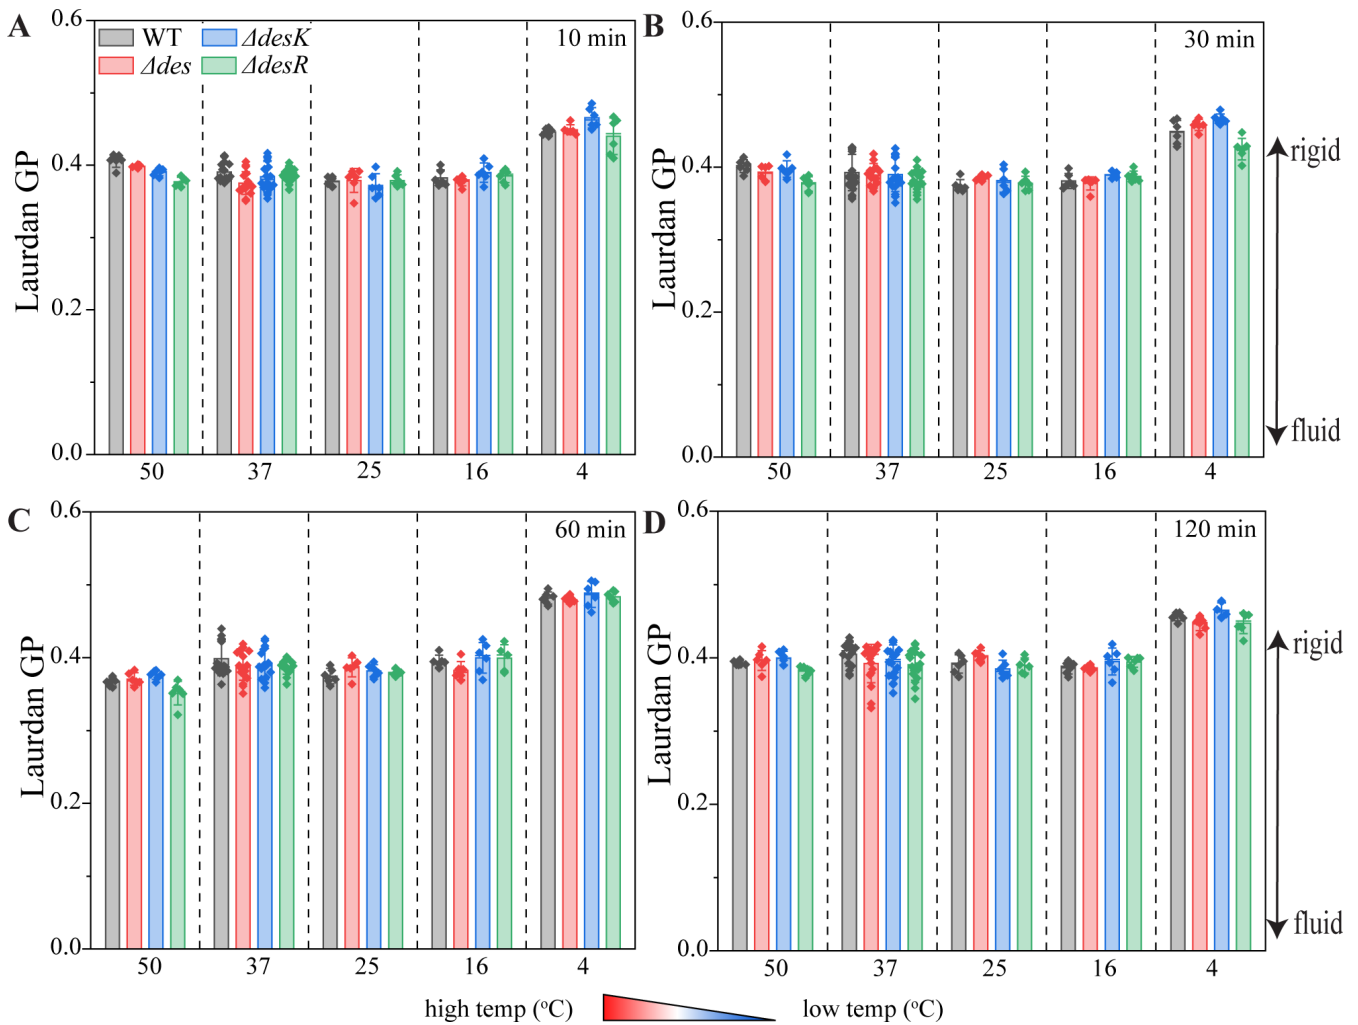 A
0.6
10 min
WT
ΔdesK
Δdes
ΔdesR
0.4
0.2
0.0
Laurdan GP
50
37
25
16
4
B
0.6
30 min
0.4
0.2
0.0
Laurdan GP
50
37
25
16
4
rigid
fluid
C
0.6
60 min
0.4
0.2
0.0
Laurdan GP
50
37
25
16
4
D
0.6
120 min
0.4
0.2
0.0
Laurdan GP
50
37
25
16
4
rigid
fluid
high temp (°C)
low temp (°C)